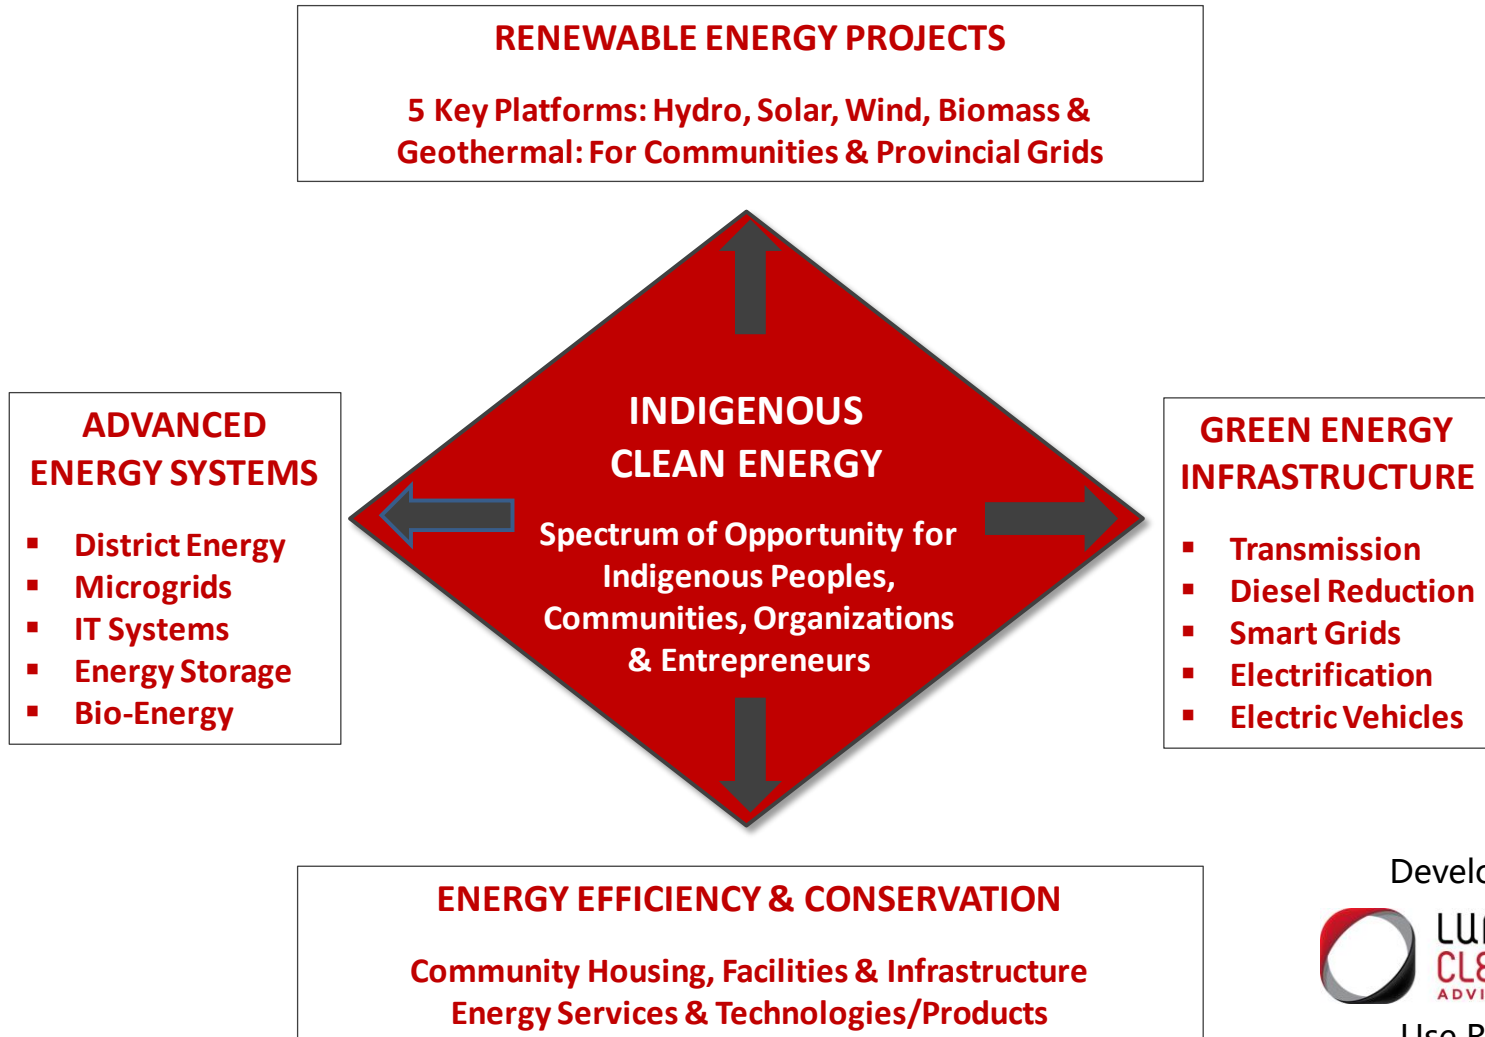 RENEWABLE ENERGY PROJECTS
5 Key Platforms: Hydro, Solar, Wind, Biomass &
Geothermal: For Communities & Provincial Grids
ADVANCED
ENERGY SYSTEMS
▪ District Energy
▪ Microgrids
▪ IT Systems
▪ Energy Storage
▪ Bio-Energy
INDIGENOUS
CLEAN ENERGY
Spectrum of Opportunity for
Indigenous Peoples,
Communities, Organizations
& Entrepreneurs
GREEN ENERGY
INFRASTRUCTURE
▪ Transmission
▪ Diesel Reduction
▪ Smart Grids
▪ Electrification
▪ Electric Vehicles
ENERGY EFFICIENCY & CONSERVATION
Community Housing, Facilities & Infrastructure
Energy Services & Technologies/Products
Use